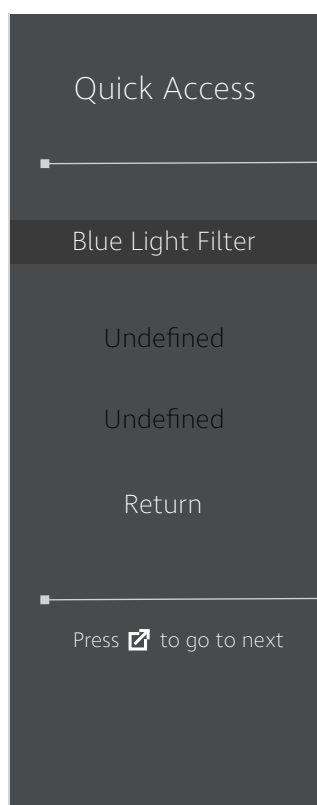 Quick Access
Blue Light Filter
Undefined
Undefined
Return
Press to go to next